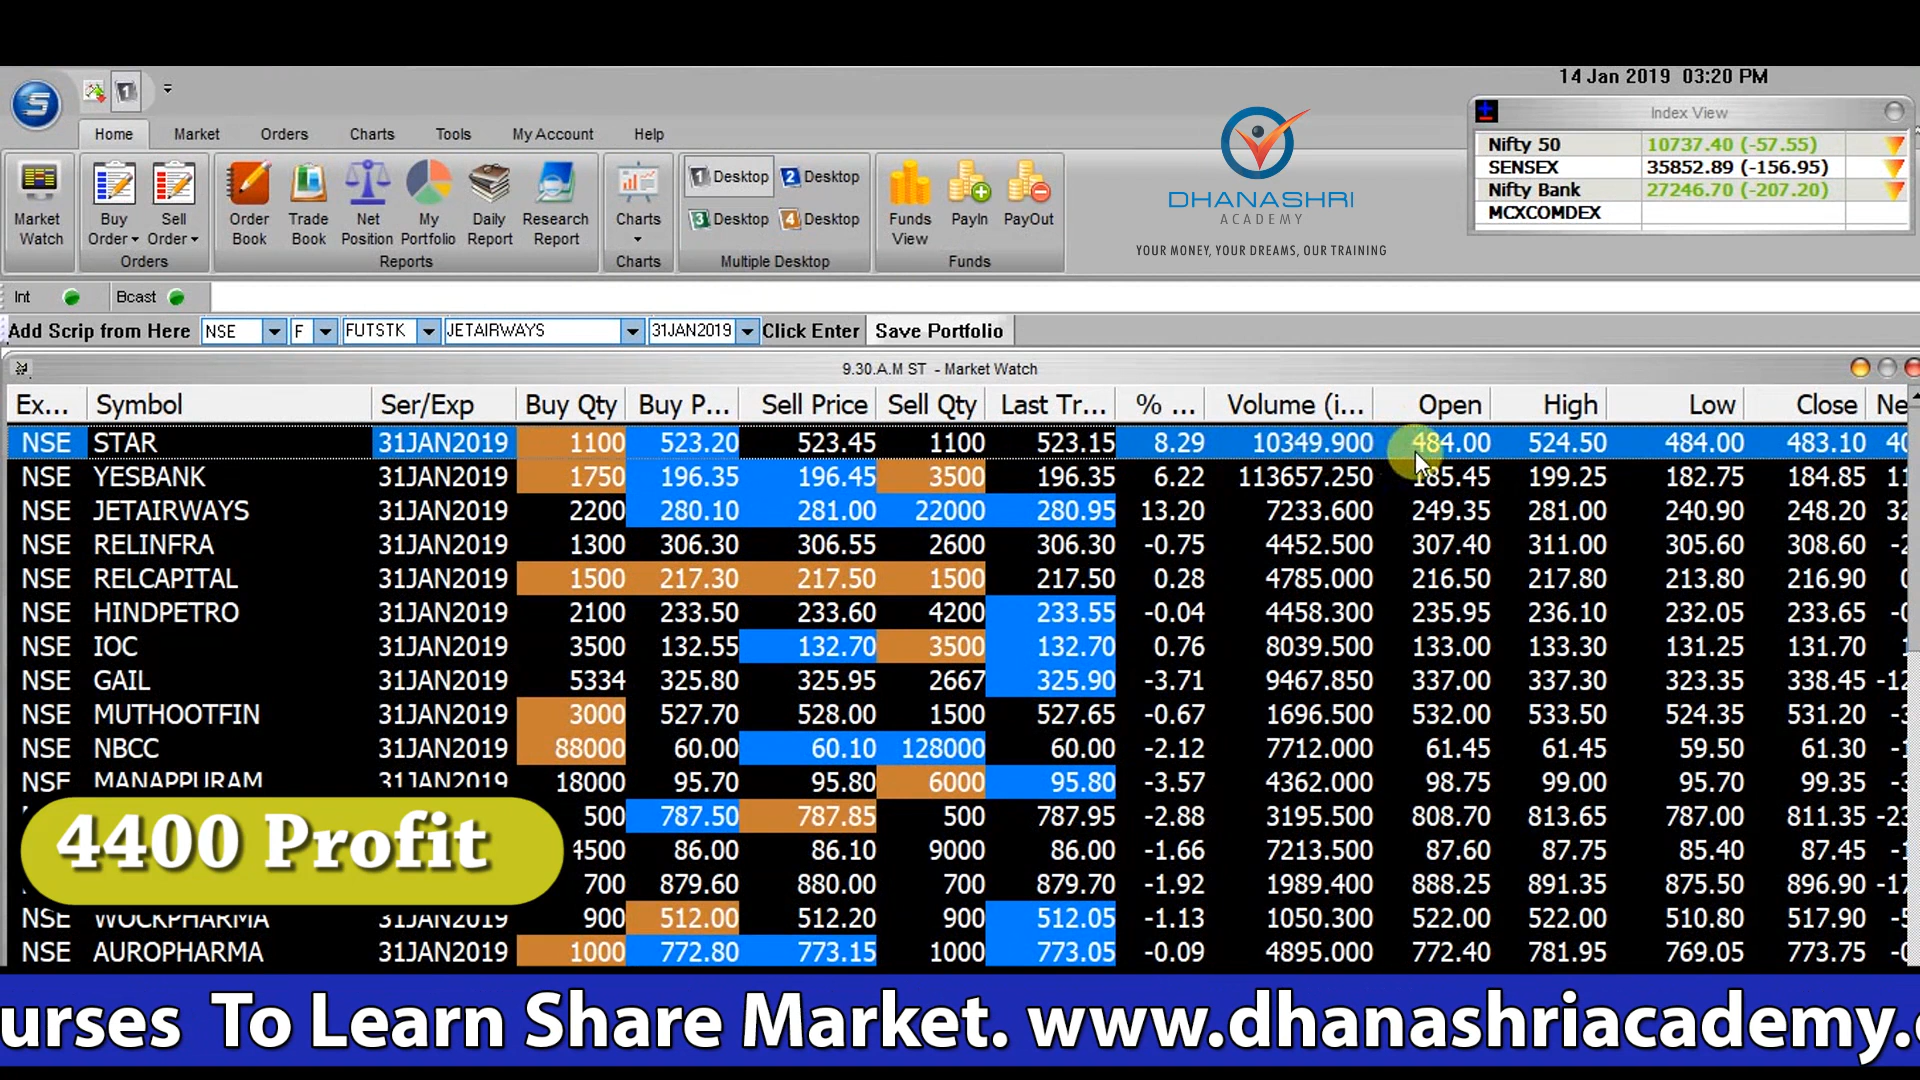 14 Jan 2019 03:20 PM
Index View
Nifty 50 10737.40 (-57.55)
SENSEX 35852.89 (-156.95)
Nifty Bank 27246.70 (-207.20)
MCXCOMDEX
Home Market Orders Charts Tools My Account Help
Market Watch
Buy Order
Sell Order
Orders
Order Book
Trade Book
Net Position
My Portfolio
Daily Report
Research Report
Reports
Charts
Charts
1 Desktop 2 Desktop
3 Desktop 4 Desktop
Multiple Desktop
Funds View
PayIn
PayOut
Funds
DHANASHRI
ACADEMY
YOUR MONEY, YOUR DREAMS, OUR TRAINING
Int Bcast
Add Scrip from Here NSE F FUTSTK JETAIRWAYS 31JAN2019 Click Enter Save Portfolio
9.30.A.M ST - Market Watch
Ex... Symbol Ser/Exp Buy Qty Buy P... Sell Price Sell Qty Last Tr... % ... Volume (i... Open High Low Close Ne
NSE STAR 31JAN2019 1100 523.20 523.45 1100 523.15 8.29 10349.900 484.00 524.50 484.00 483.10 40
NSE YESBANK 31JAN2019 1750 196.35 196.45 3500 196.35 6.22 113657.250 185.45 199.25 182.75 184.85 11
NSE JETAIRWAYS 31JAN2019 2200 280.10 281.00 22000 280.95 13.20 7233.600 249.35 281.00 240.90 248.20 32
NSE RELINFRA 31JAN2019 1300 306.30 306.55 2600 306.30 -0.75 4452.500 307.40 311.00 305.60 308.60 -2
NSE RELCAPITAL 31JAN2019 1500 217.30 217.50 1500 217.50 0.28 4785.000 216.50 217.80 213.80 216.90 0
NSE HINDPETRO 31JAN2019 2100 233.50 233.60 4200 233.55 -0.04 4458.300 235.95 236.10 232.05 233.65 -0
NSE IOC 31JAN2019 3500 132.55 132.70 3500 132.70 0.76 8039.500 133.00 133.30 131.25 131.70 1
NSE GAIL 31JAN2019 5334 325.80 325.95 2667 325.90 -3.71 9467.850 337.00 337.30 323.35 338.45 -12
NSE MUTHOOTFIN 31JAN2019 3000 527.70 528.00 1500 527.65 -0.67 1696.500 532.00 533.50 524.35 531.20 -3
NSE NBCC 31JAN2019 88000 60.00 60.10 128000 60.00 -2.12 7712.000 61.45 61.45 59.50 61.30 -1
NSE MANAPPURAM 31JAN2019 18000 95.70 95.80 6000 95.80 -3.57 4362.000 98.75 99.00 95.70 99.35 -3
500 787.50 787.85 500 787.95 -2.88 3195.500 808.70 813.65 787.00 811.35 -23
4500 86.00 86.10 9000 86.00 -1.66 7213.500 87.60 87.75 85.40 87.45 -1
700 879.60 880.00 700 879.70 -1.92 1989.400 888.25 891.35 875.50 896.90 -17
NSE WOCKPHARMA 31JAN2019 900 512.00 512.20 900 512.05 -1.13 1050.300 522.00 522.00 510.80 517.90 -5
NSE AUROPHARMA 31JAN2019 1000 772.80 773.15 1000 773.05 -0.09 4895.000 772.40 781.95 769.05 773.75 -0
4400 Profit
urses To Learn Share Market. www.dhanashriacademy.